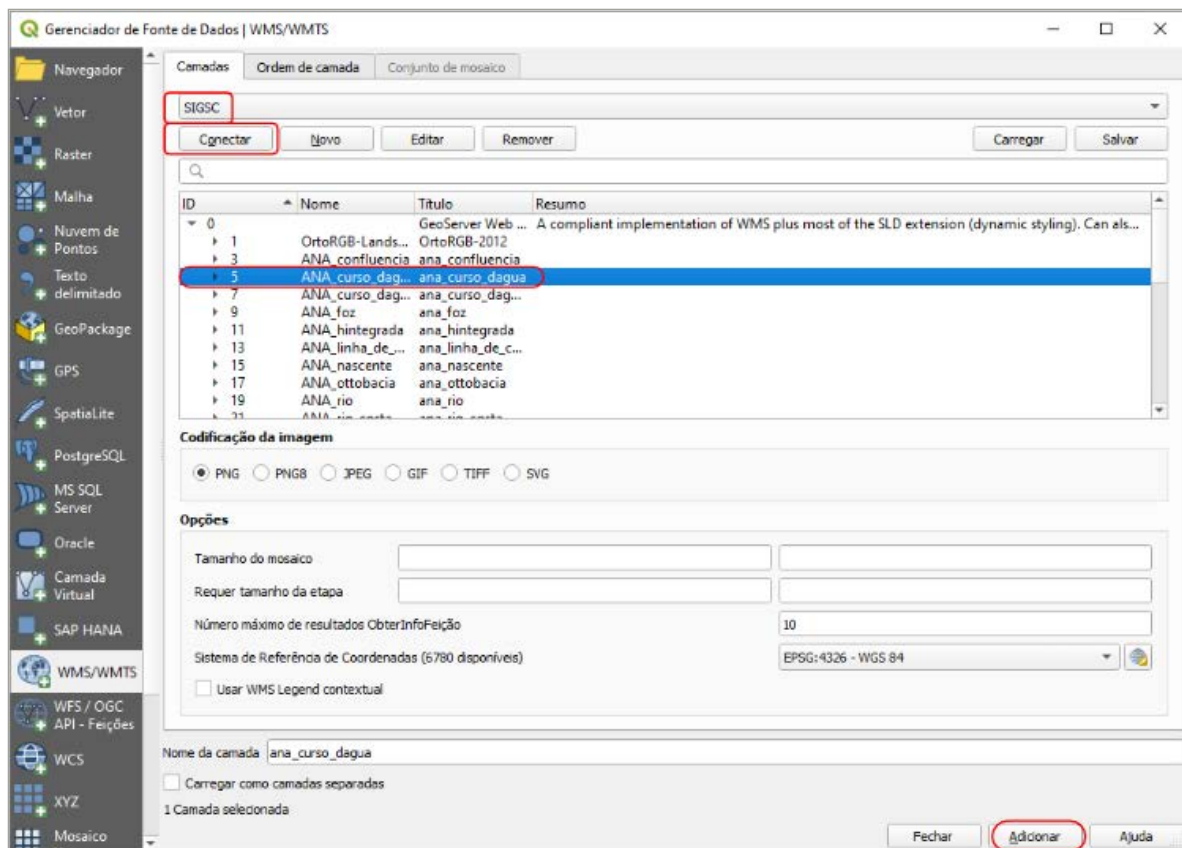 Gerenciador de Fonte de Dados | WMS/WMTS
Navegador
Vetor
Raster
Malha
Nuvem de
Pontos
Texto
delimitado
GeoPackage
GPS
SpatiaLite
PostgreSQL
MS SQL
Server
Oracle
Camada
Virtual
SAP HANA
WMS/WMTS
WFS / OGC
API - Feições
WCS
XYZ
Mosaico
Camadas Ordem de camada Conjunto de mosaico
SIGSC
Conectar Novo Editar Remover Carregar Salvar
ID Nome Título Resumo
0 GeoServer Web ... A compliant implementation of WMS plus most of the SLD extension (dynamic styling). Can als...
1 OrtoRGB-Lands... OrtoRGB-2012
3 ANA_confluencia ana_confluencia
5 ANA_curso_dag... ana_curso_dagua
7 ANA_curso_dag... ana_curso_dag...
9 ANA_foz ana_foz
11 ANA_hintegrada ana_hintegrada
13 ANA_linha_de_... ana_linha_de_c...
15 ANA_nascente ana_nascente
17 ANA_ottobacia ana_ottobacia
19 ANA_rio ana_rio
Codificação da imagem
PNG PNG8 JPEG GIF TIFF SVG
Opções
Tamanho do mosaico
Requer tamanho da etapa
Número máximo de resultados ObterInfoFeição 10
Sistema de Referência de Coordenadas (6780 disponíveis) EPSG:4326 - WGS 84
Usar WMS Legend contextual
Nome da camada ana_curso_dagua
Carregar como camadas separadas
1 Camada selecionada
Fechar Adicionar Ajuda